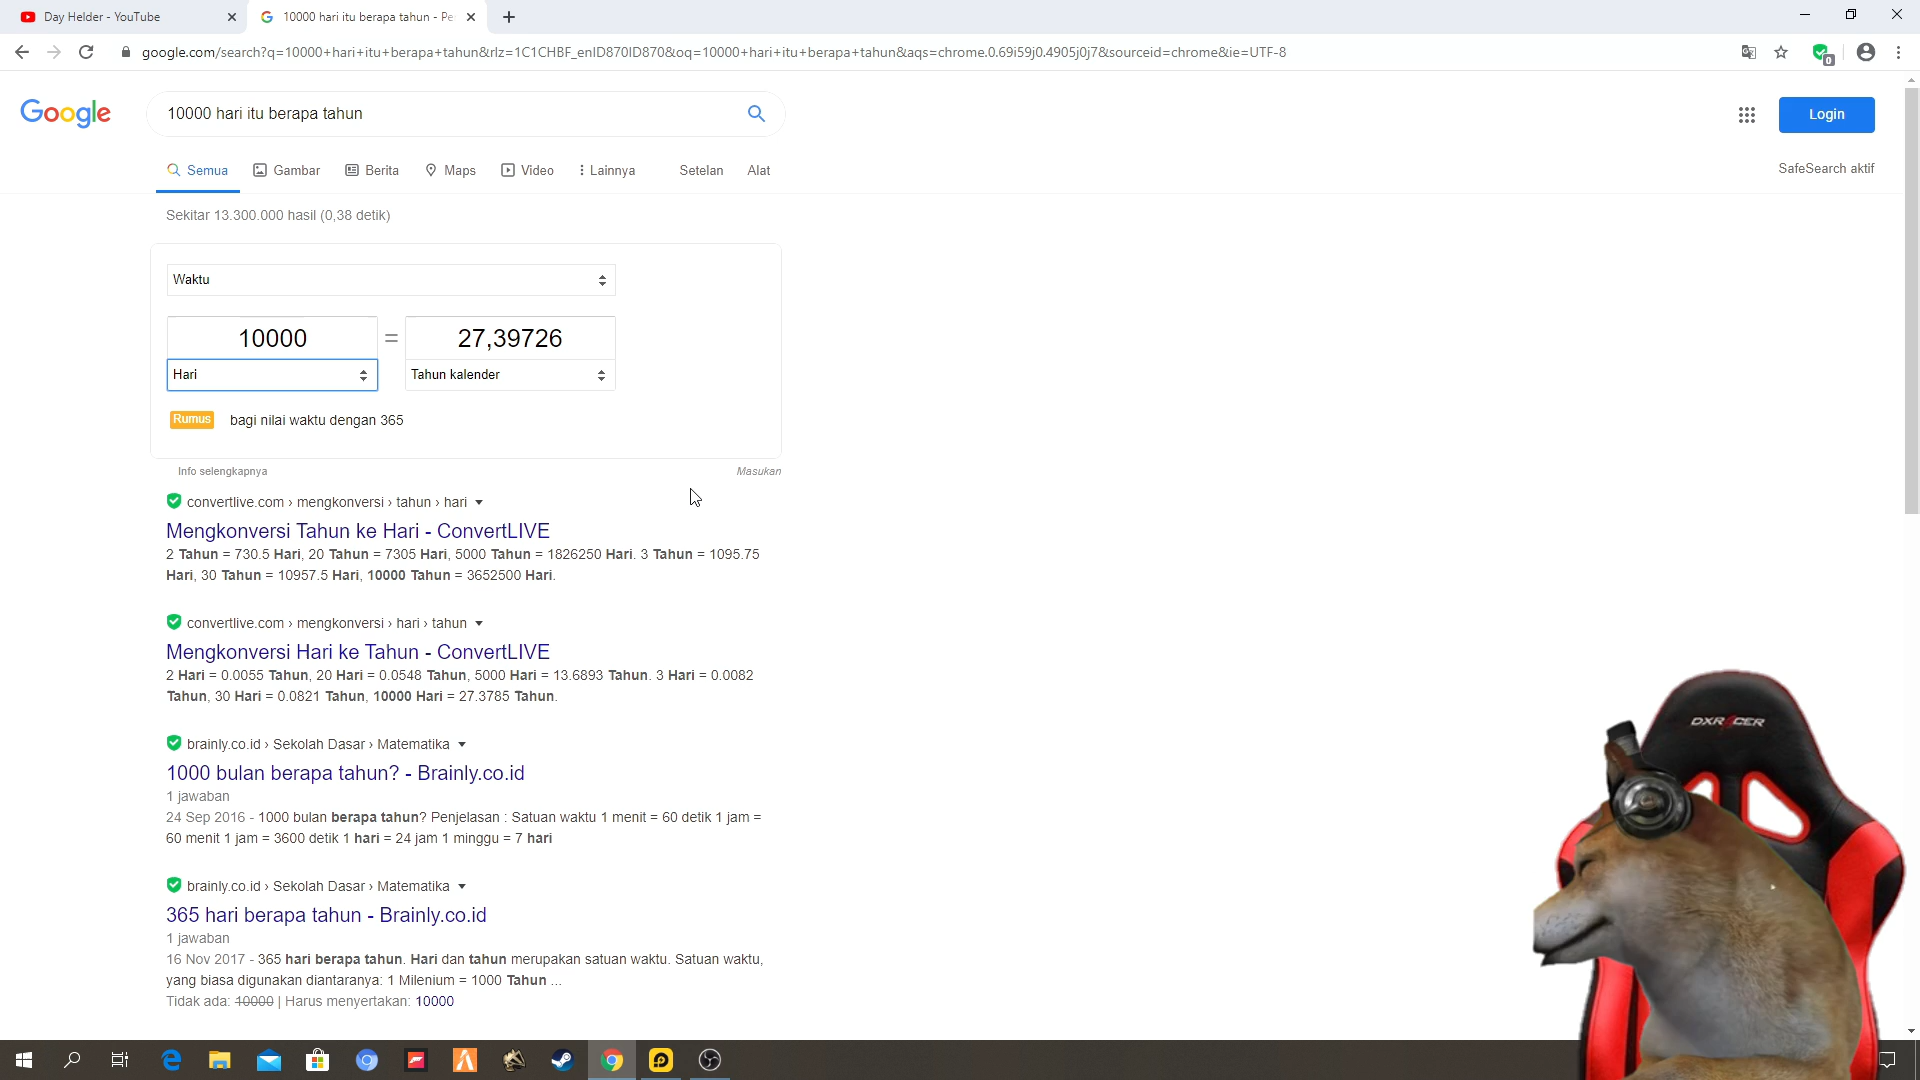 Day Helder - YouTube
10000 hari itu berapa tahun - Pe
google.com/search?q=10000+hari+itu+berapa+tahun&rlz=1C1CHBF_enID870ID870&oq=10000+hari+itu+berapa+tahun&aqs=chrome.0.69i59j0.4905j0j7&sourceid=chrome&ie=UTF-8
0
Google
10000 hari itu berapa tahun
Login
Semua Gambar Berita Maps Video Lainnya Setelan Alat
SafeSearch aktif
Sekitar 13.300.000 hasil (0,38 detik)
Waktu
10000 = 27,39726
Hari Tahun kalender
Rumus bagi nilai waktu dengan 365
Info selengkapnya Masukan
convertlive.com › mengkonversi › tahun › hari
Mengkonversi Tahun ke Hari - ConvertLIVE
2 Tahun = 730.5 Hari, 20 Tahun = 7305 Hari, 5000 Tahun = 1826250 Hari. 3 Tahun = 1095.75
Hari, 30 Tahun = 10957.5 Hari, 10000 Tahun = 3652500 Hari.
convertlive.com › mengkonversi › hari › tahun
Mengkonversi Hari ke Tahun - ConvertLIVE
2 Hari = 0.0055 Tahun, 20 Hari = 0.0548 Tahun, 5000 Hari = 13.6893 Tahun. 3 Hari = 0.0082
Tahun, 30 Hari = 0.0821 Tahun, 10000 Hari = 27.3785 Tahun.
brainly.co.id › Sekolah Dasar › Matematika
1000 bulan berapa tahun? - Brainly.co.id
1 jawaban
24 Sep 2016 - 1000 bulan berapa tahun? Penjelasan : Satuan waktu 1 menit = 60 detik 1 jam =
60 menit 1 jam = 3600 detik 1 hari = 24 jam 1 minggu = 7 hari
brainly.co.id › Sekolah Dasar › Matematika
365 hari berapa tahun - Brainly.co.id
1 jawaban
16 Nov 2017 - 365 hari berapa tahun. Hari dan tahun merupakan satuan waktu. Satuan waktu,
yang biasa digunakan diantaranya: 1 Milenium = 1000 Tahun ...
Tidak ada: 10000 | Harus menyertakan: 10000
DXRACER